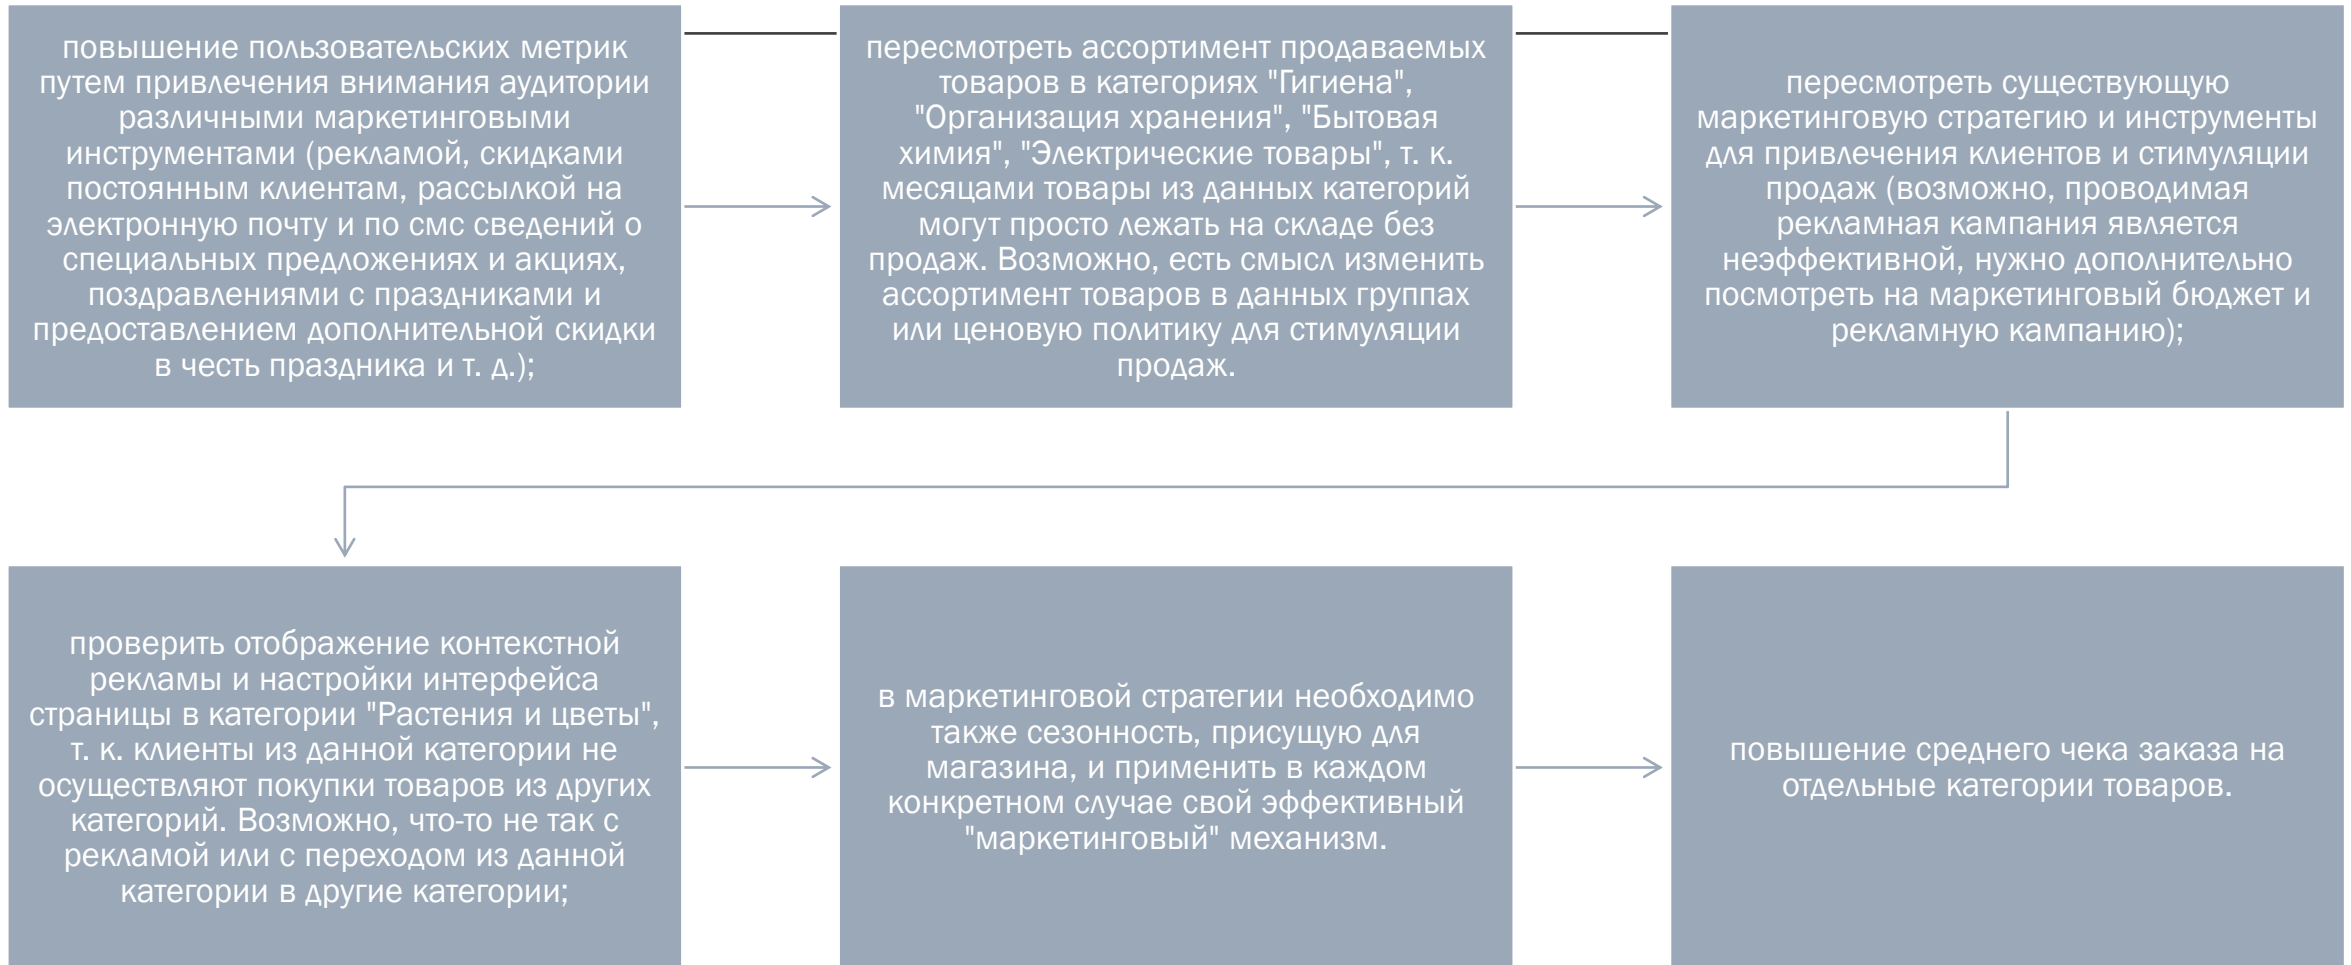 повышение пользовательских метрик
путем привлечения внимания аудитории
различными маркетинговыми
инструментами (рекламой, скидками
постоянным клиентам, рассылкой на
электронную почту и по смс сведений о
специальных предложениях и акциях,
поздравлениями с праздниками и
предоставлением дополнительной скидки
в честь праздника и т. д.);
пересмотреть ассортимент продаваемых
товаров в категориях "Гигиена",
"Организация хранения", "Бытовая
химия", "Электрические товары", т. к.
месяцами товары из данных категорий
могут просто лежать на складе без
продаж. Возможно, есть смысл изменить
ассортимент товаров в данных группах
или ценовую политику для стимуляции
продаж.
пересмотреть существующую
маркетинговую стратегию и инструменты
для привлечения клиентов и стимуляции
продаж (возможно, проводимая
рекламная кампания является
неэффективной, нужно дополнительно
посмотреть на маркетинговый бюджет и
рекламную кампанию);
проверить отображение контекстной
рекламы и настройки интерфейса
страницы в категории "Растения и цветы",
т. к. клиенты из данной категории не
осуществляют покупки товаров из других
категорий. Возможно, что-то не так с
рекламой или с переходом из данной
категории в другие категории;
в маркетинговой стратегии необходимо
также сезонность, присущую для
магазина, и применить в каждом
конкретном случае свой эффективный
"маркетинговый" механизм.
повышение среднего чека заказа на
отдельные категории товаров.